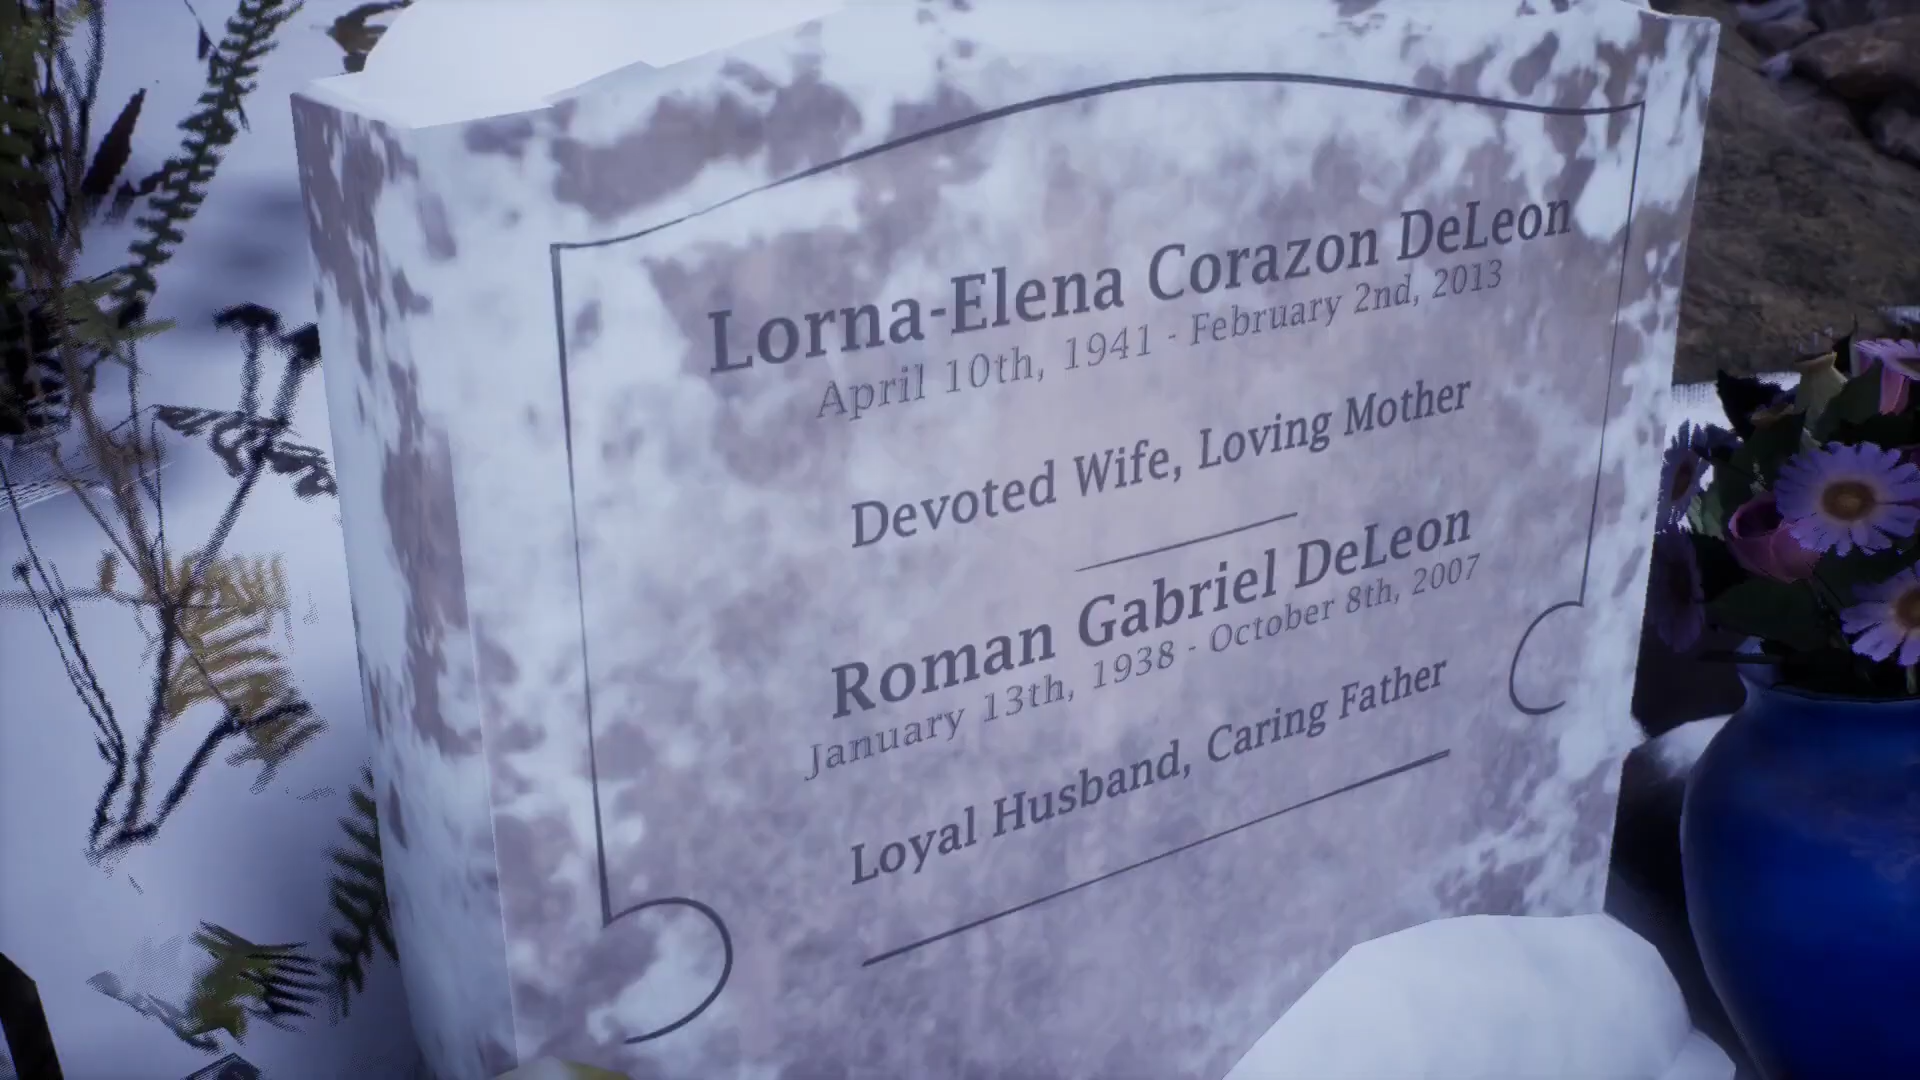 Lorna-Elena Corazon DeLeon
April 10th, 1941 - February 2nd, 2013
Devoted Wife, Loving Mother
Roman Gabriel DeLeon
January 13th, 1938 - October 8th, 2007
Loyal Husband, Caring Father